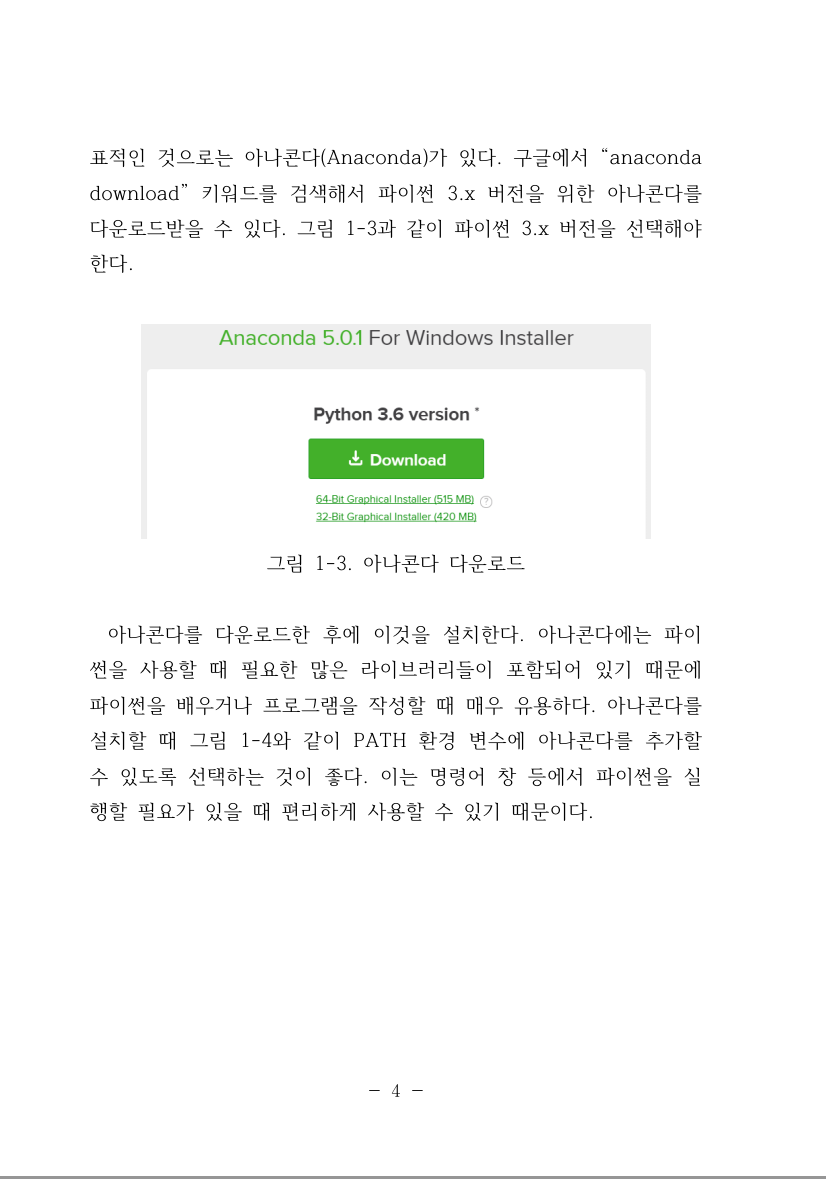 표적인 것으로는 아나콘다(Anaconda)가 있다. 구글에서 “anaconda
download” 키워드를 검색해서 파이썬 3.x 버전을 위한 아나콘다를
다운로드받을 수 있다. 그림 1-3과 같이 파이썬 3.x 버전을 선택해야
한다.
Anaconda 5.0.1 For Windows Installer
Python 3.6 version *
Download
64-Bit Graphical Installer (515 MB) ?
32-Bit Graphical Installer (420 MB)
그림 1-3. 아나콘다 다운로드
아나콘다를 다운로드한 후에 이것을 설치한다. 아나콘다에는 파이
썬을 사용할 때 필요한 많은 라이브러리들이 포함되어 있기 때문에
파이썬을 배우거나 프로그램을 작성할 때 매우 유용하다. 아나콘다를
설치할 때 그림 1-4와 같이 PATH 환경 변수에 아나콘다를 추가할
수 있도록 선택하는 것이 좋다. 이는 명령어 창 등에서 파이썬을 실
행할 필요가 있을 때 편리하게 사용할 수 있기 때문이다.
- 4 -